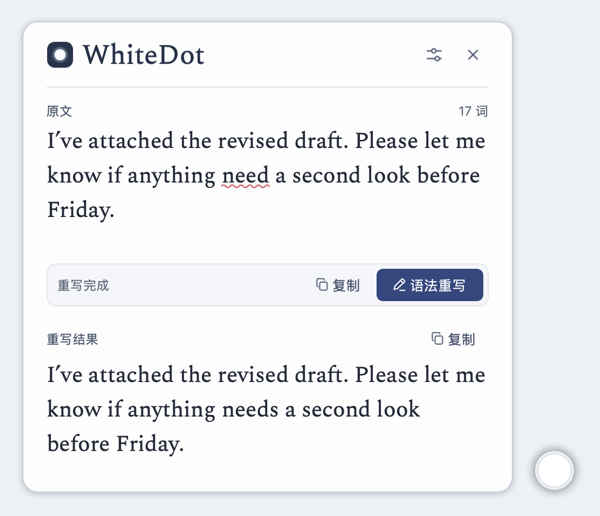 WhiteDot
原文 17 词
I′ve attached the revised draft. Please let me
know if anything need a second look before
Friday.
重写完成 复制 语法重写
重写结果 复制
I′ve attached the revised draft. Please let me
know if anything needs a second look
before Friday.